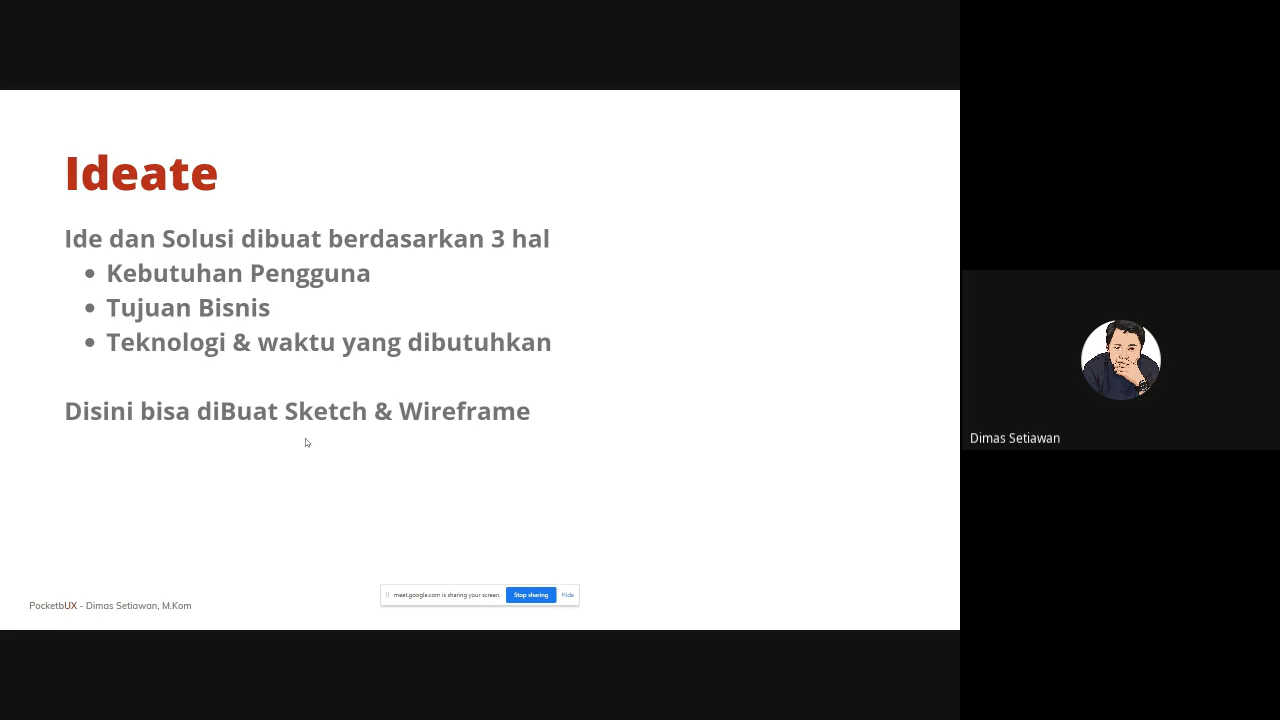 Ideate
Ide dan Solusi dibuat berdasarkan 3 hal
• Kebutuhan Pengguna
• Tujuan Bisnis
• Teknologi & waktu yang dibutuhkan
Disini bisa diBuat Sketch & Wireframe
Dimas Setiawan
meet.google.com is sharing your screen. Stop sharing Hide
PocketbUX - Dimas Setiawan, M.Kom